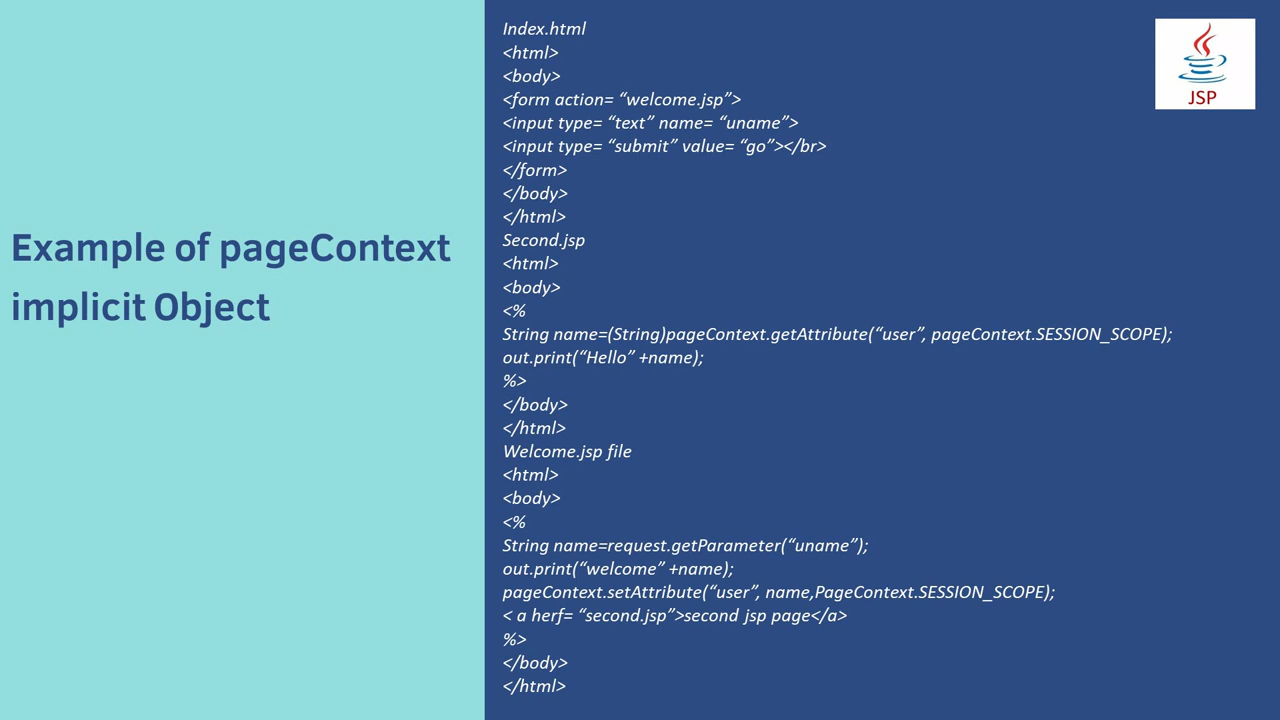 Example of pageContext
implicit Object
Index.html
<html>
<body>
<form action= “welcome.jsp”>
<input type= “text” name= “uname”>
<input type= “submit” value= “go”></br>
</form>
</body>
</html>
Second.jsp
<html>
<body>
<%
String name=(String)pageContext.getAttribute(“user”, pageContext.SESSION_SCOPE);
out.print(“Hello” +name);
%>
</body>
</html>
Welcome.jsp file
<html>
<body>
<%
String name=request.getParameter(“uname”);
out.print(“welcome” +name);
pageContext.setAttribute(“user”, name,PageContext.SESSION_SCOPE);
< a herf= “second.jsp”>second jsp page</a>
%>
</body>
</html>
JSP